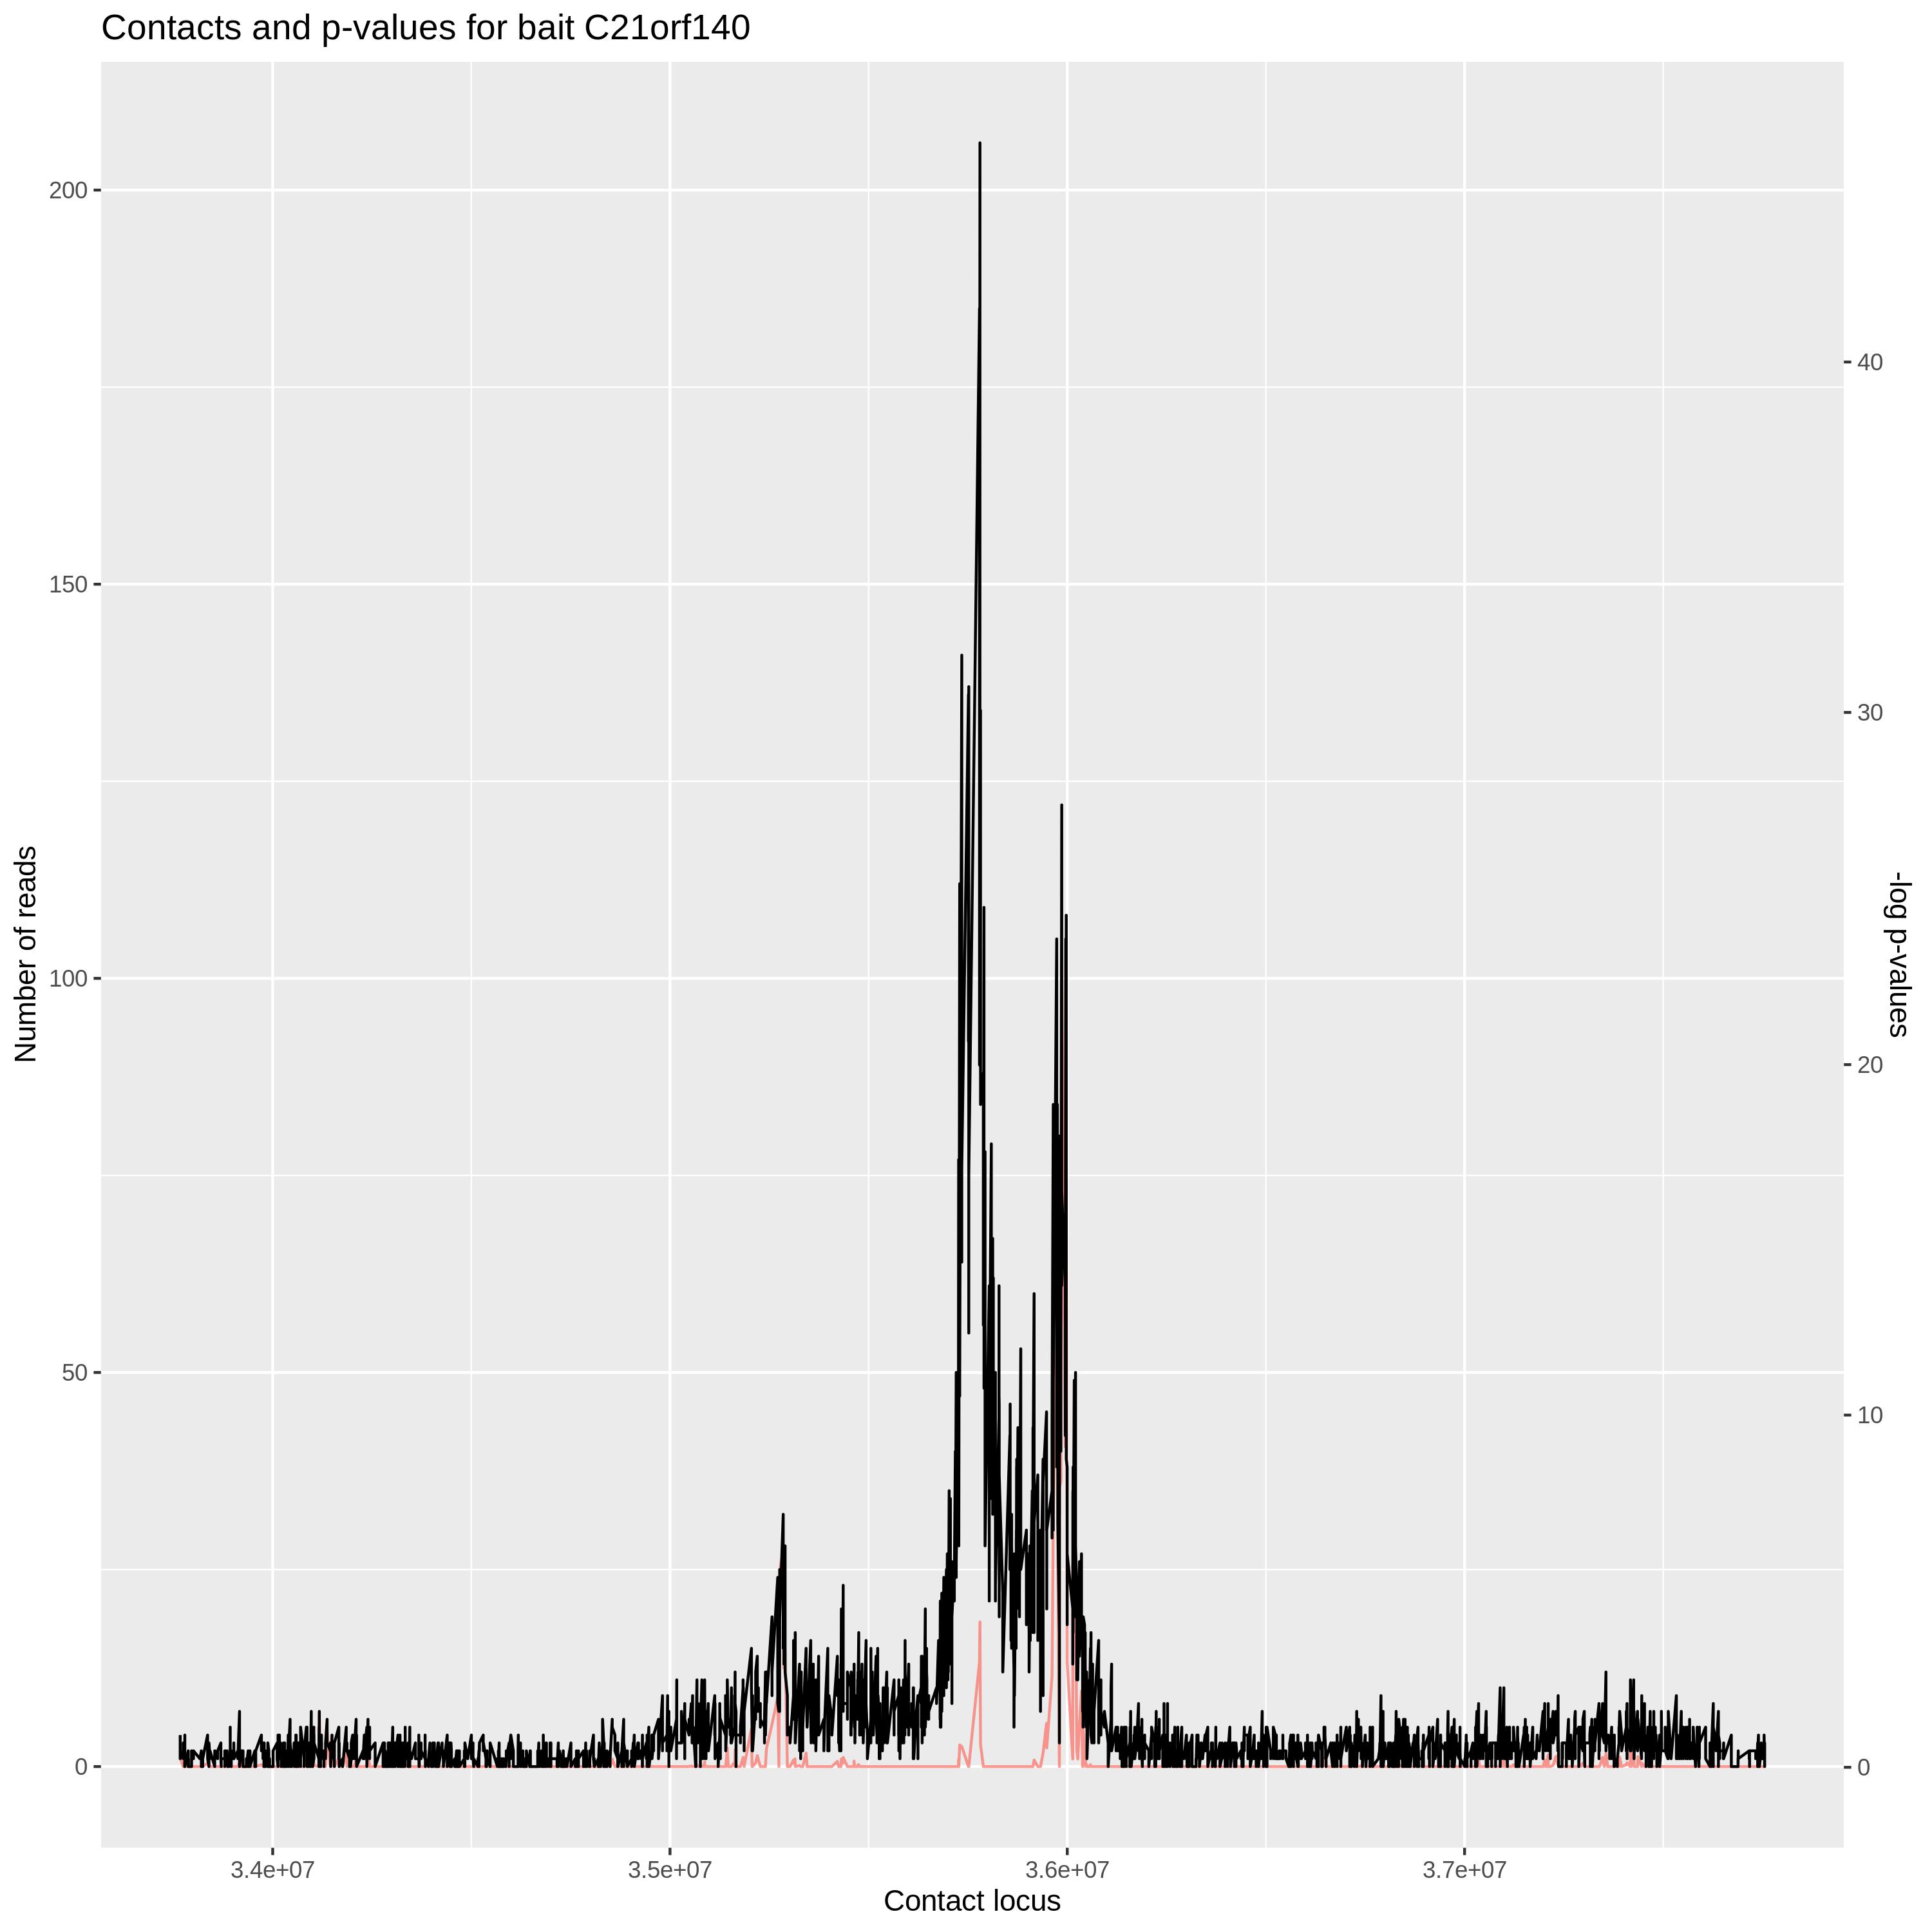 Contacts and p-values for bait C21orf140
200
150
100
50
0
Number of reads
40
30
20
10
0
-log p-values
3.4e+07
3.5e+07
3.6e+07
3.7e+07
Contact locus